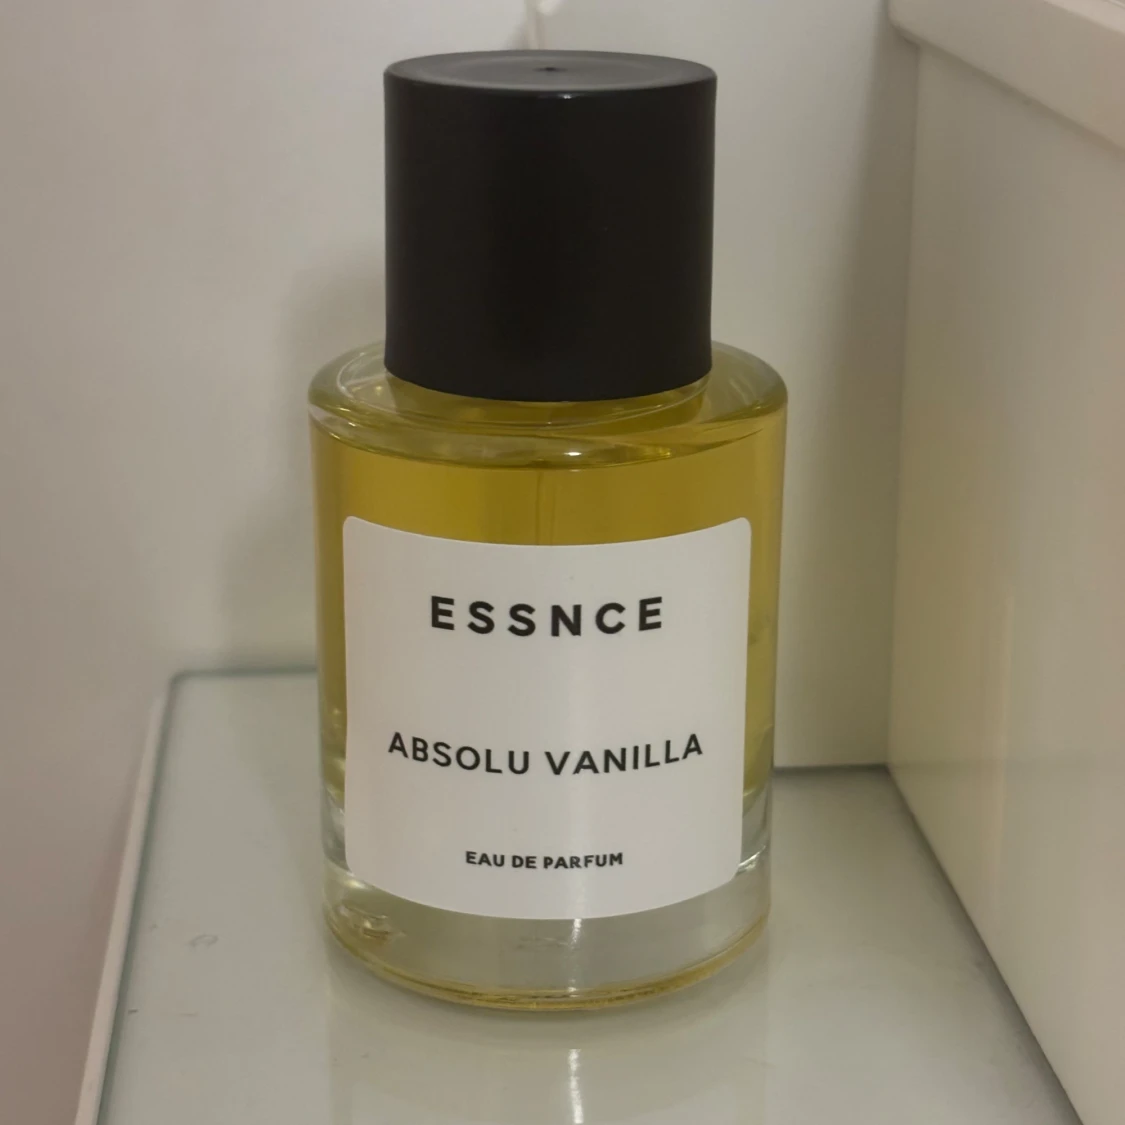 ESSNCE
ABSOLU VANILLA
EAU DE PARFUM